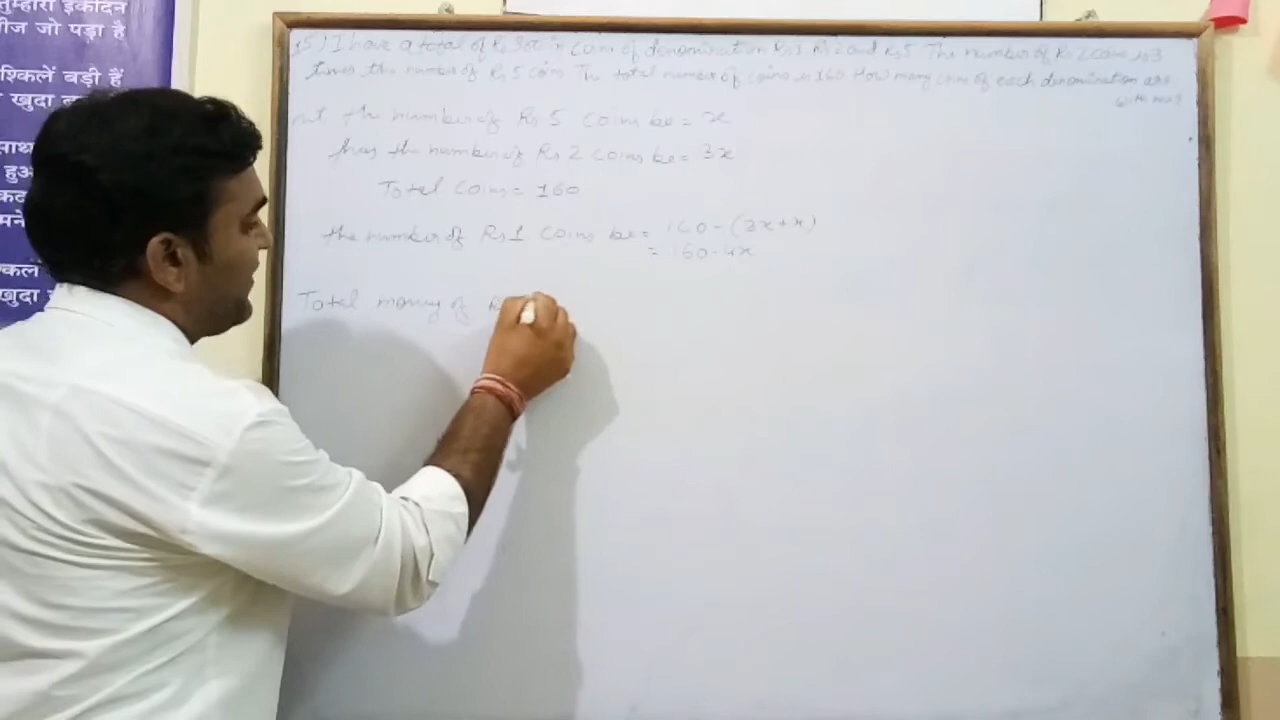 तुम्हारा इकदिन
चीज जो पड़ा है
श्किलें बड़ी हैं
खुदा
साथ
हुअ
श्कलें
खुदा
5) I have a total of Rs 300 in coins of denomination Rs 1 Rs 2 and Rs 5 The number of Rs 2 coins is 3
times the number of Rs 5 coin The total number of coins is 160 How many coins of each denomination are
with me?
the number of Rs 5 coins be = x
thus the number of Rs 2 coins be = 3x
Total Coins = 160
the number of Rs 1 coins be = 160 - (3x+x)
= 160-4x
Total money of R